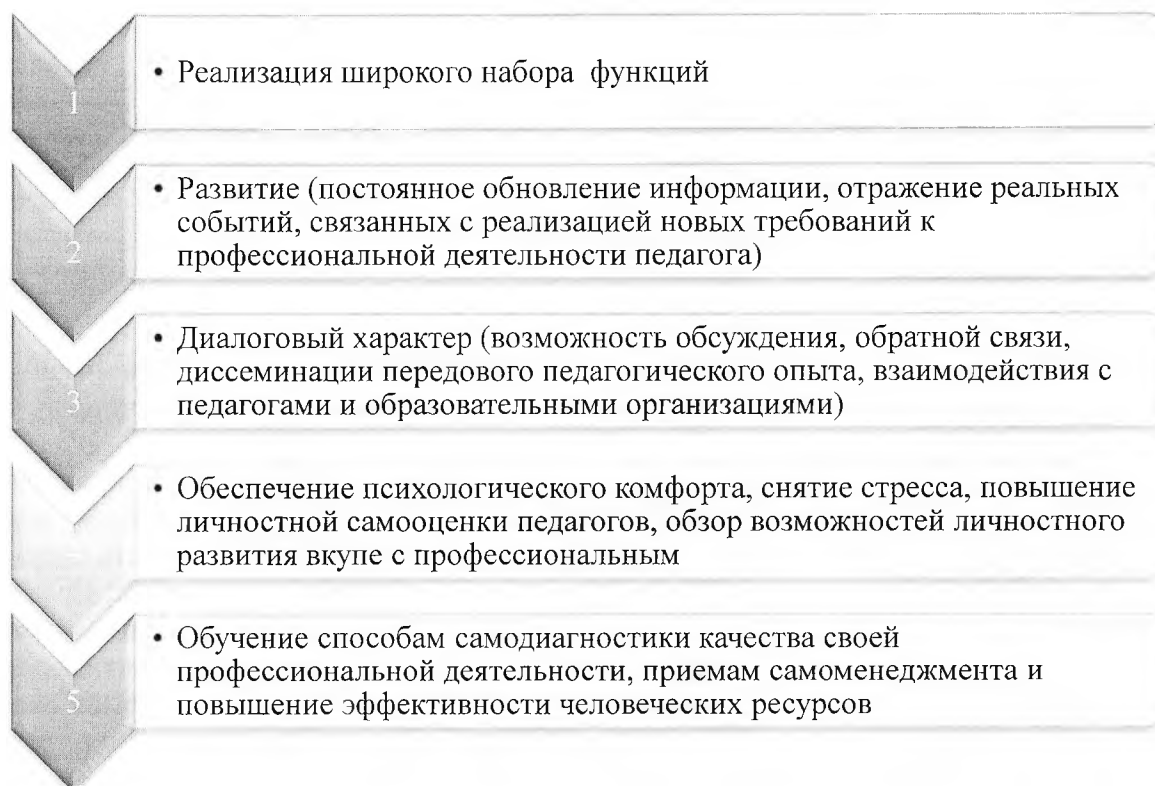 1
• Реализация широкого набора функций
2
• Развитие (постоянное обновление информации, отражение реальных
событий, связанных с реализацией новых требований к
профессиональной деятельности педагога)
3
• Диалоговый характер (возможность обсуждения, обратной связи,
диссеминации передового педагогического опыта, взаимодействия с
педагогами и образовательными организациями)
• Обеспечение психологического комфорта, снятие стресса, повышение
личностной самооценки педагогов, обзор возможностей личностного
развития вкупе с профессиональным
5
• Обучение способам самодиагностики качества своей
профессиональной деятельности, приемам самоменеджмента и
повышение эффективности человеческих ресурсов